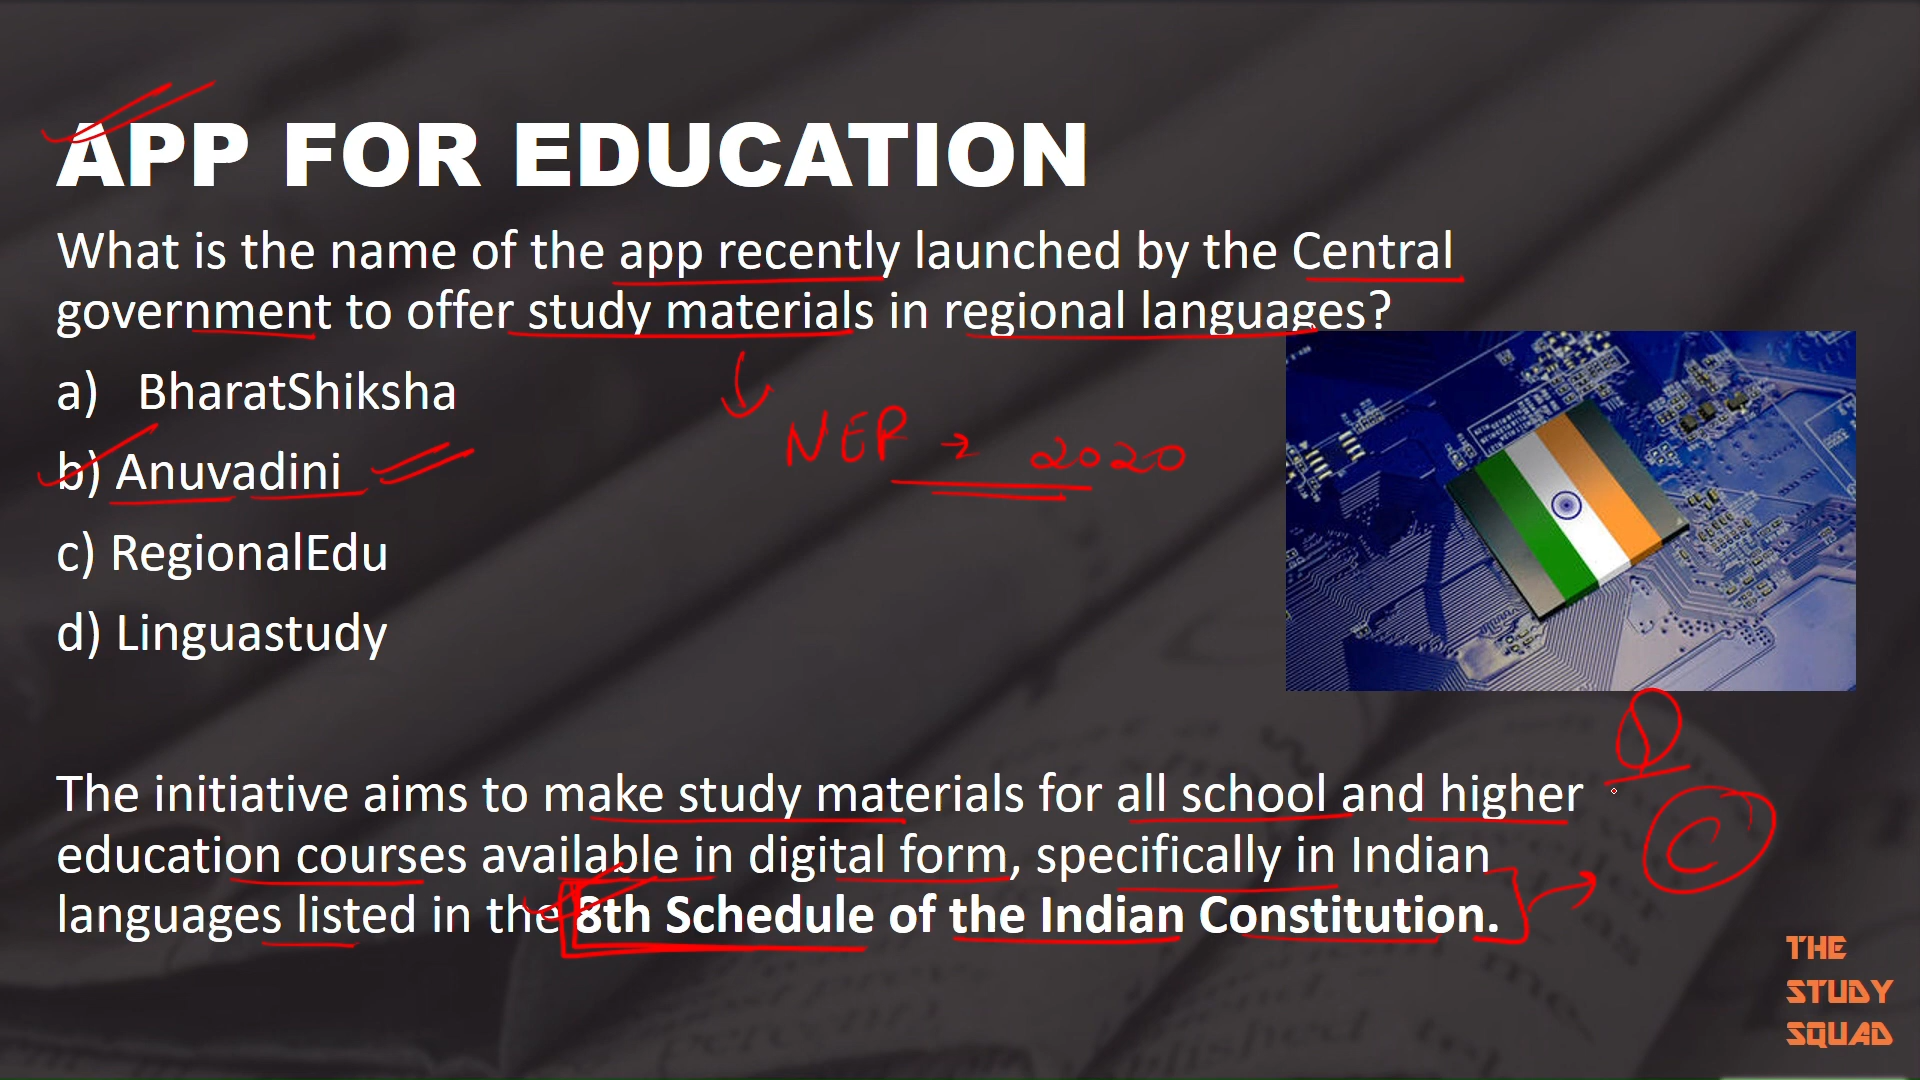 APP FOR EDUCATION
What is the name of the app recently launched by the Central
government to offer study materials in regional languages?
a) BharatShiksha
NEP → 2020
b) Anuvadini
c) RegionalEdu
d) Linguastudy
The initiative aims to make study materials for all school and higher
education courses available in digital form, specifically in Indian
languages listed in the 8th Schedule of the Indian Constitution.
THE
STUDY
SQUAD